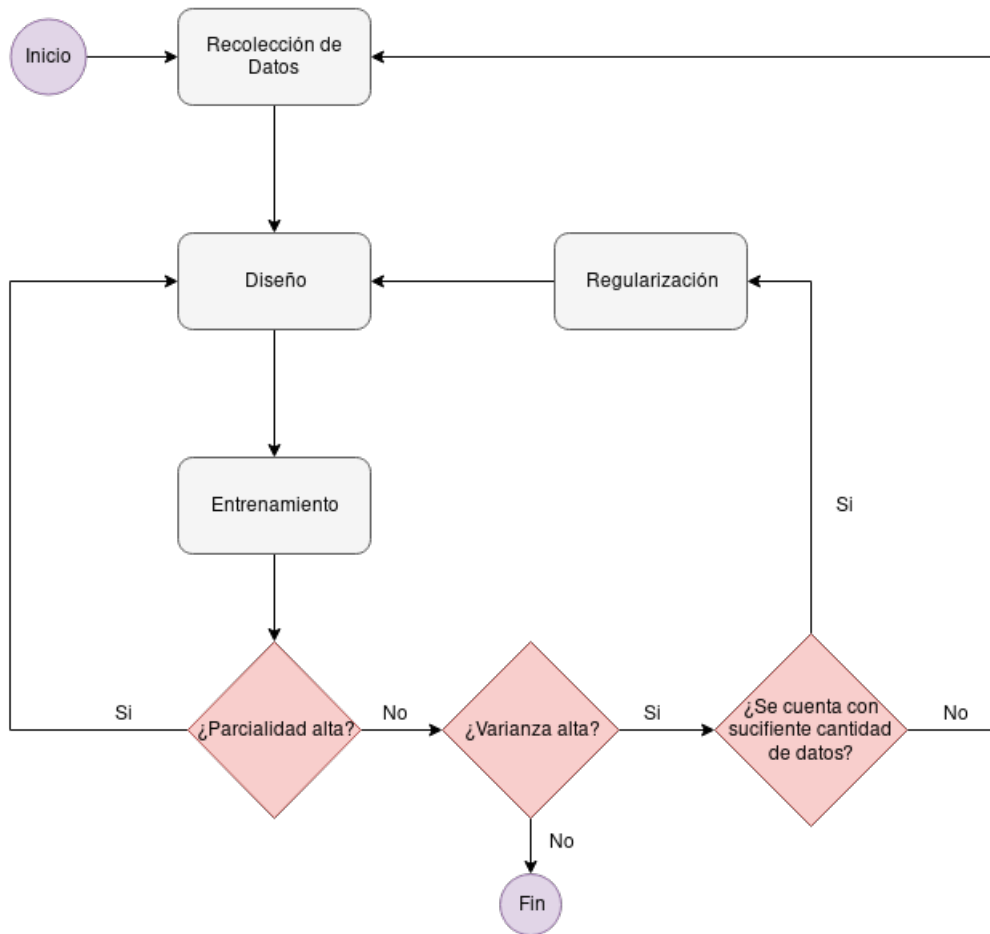 Inicio
Recolección de
Datos
Diseño
Regularización
Entrenamiento
Si
Si
¿Parcialidad alta?
No
¿Varianza alta?
Si
¿Se cuenta con
sucifiente cantidad
de datos?
No
No
Fin